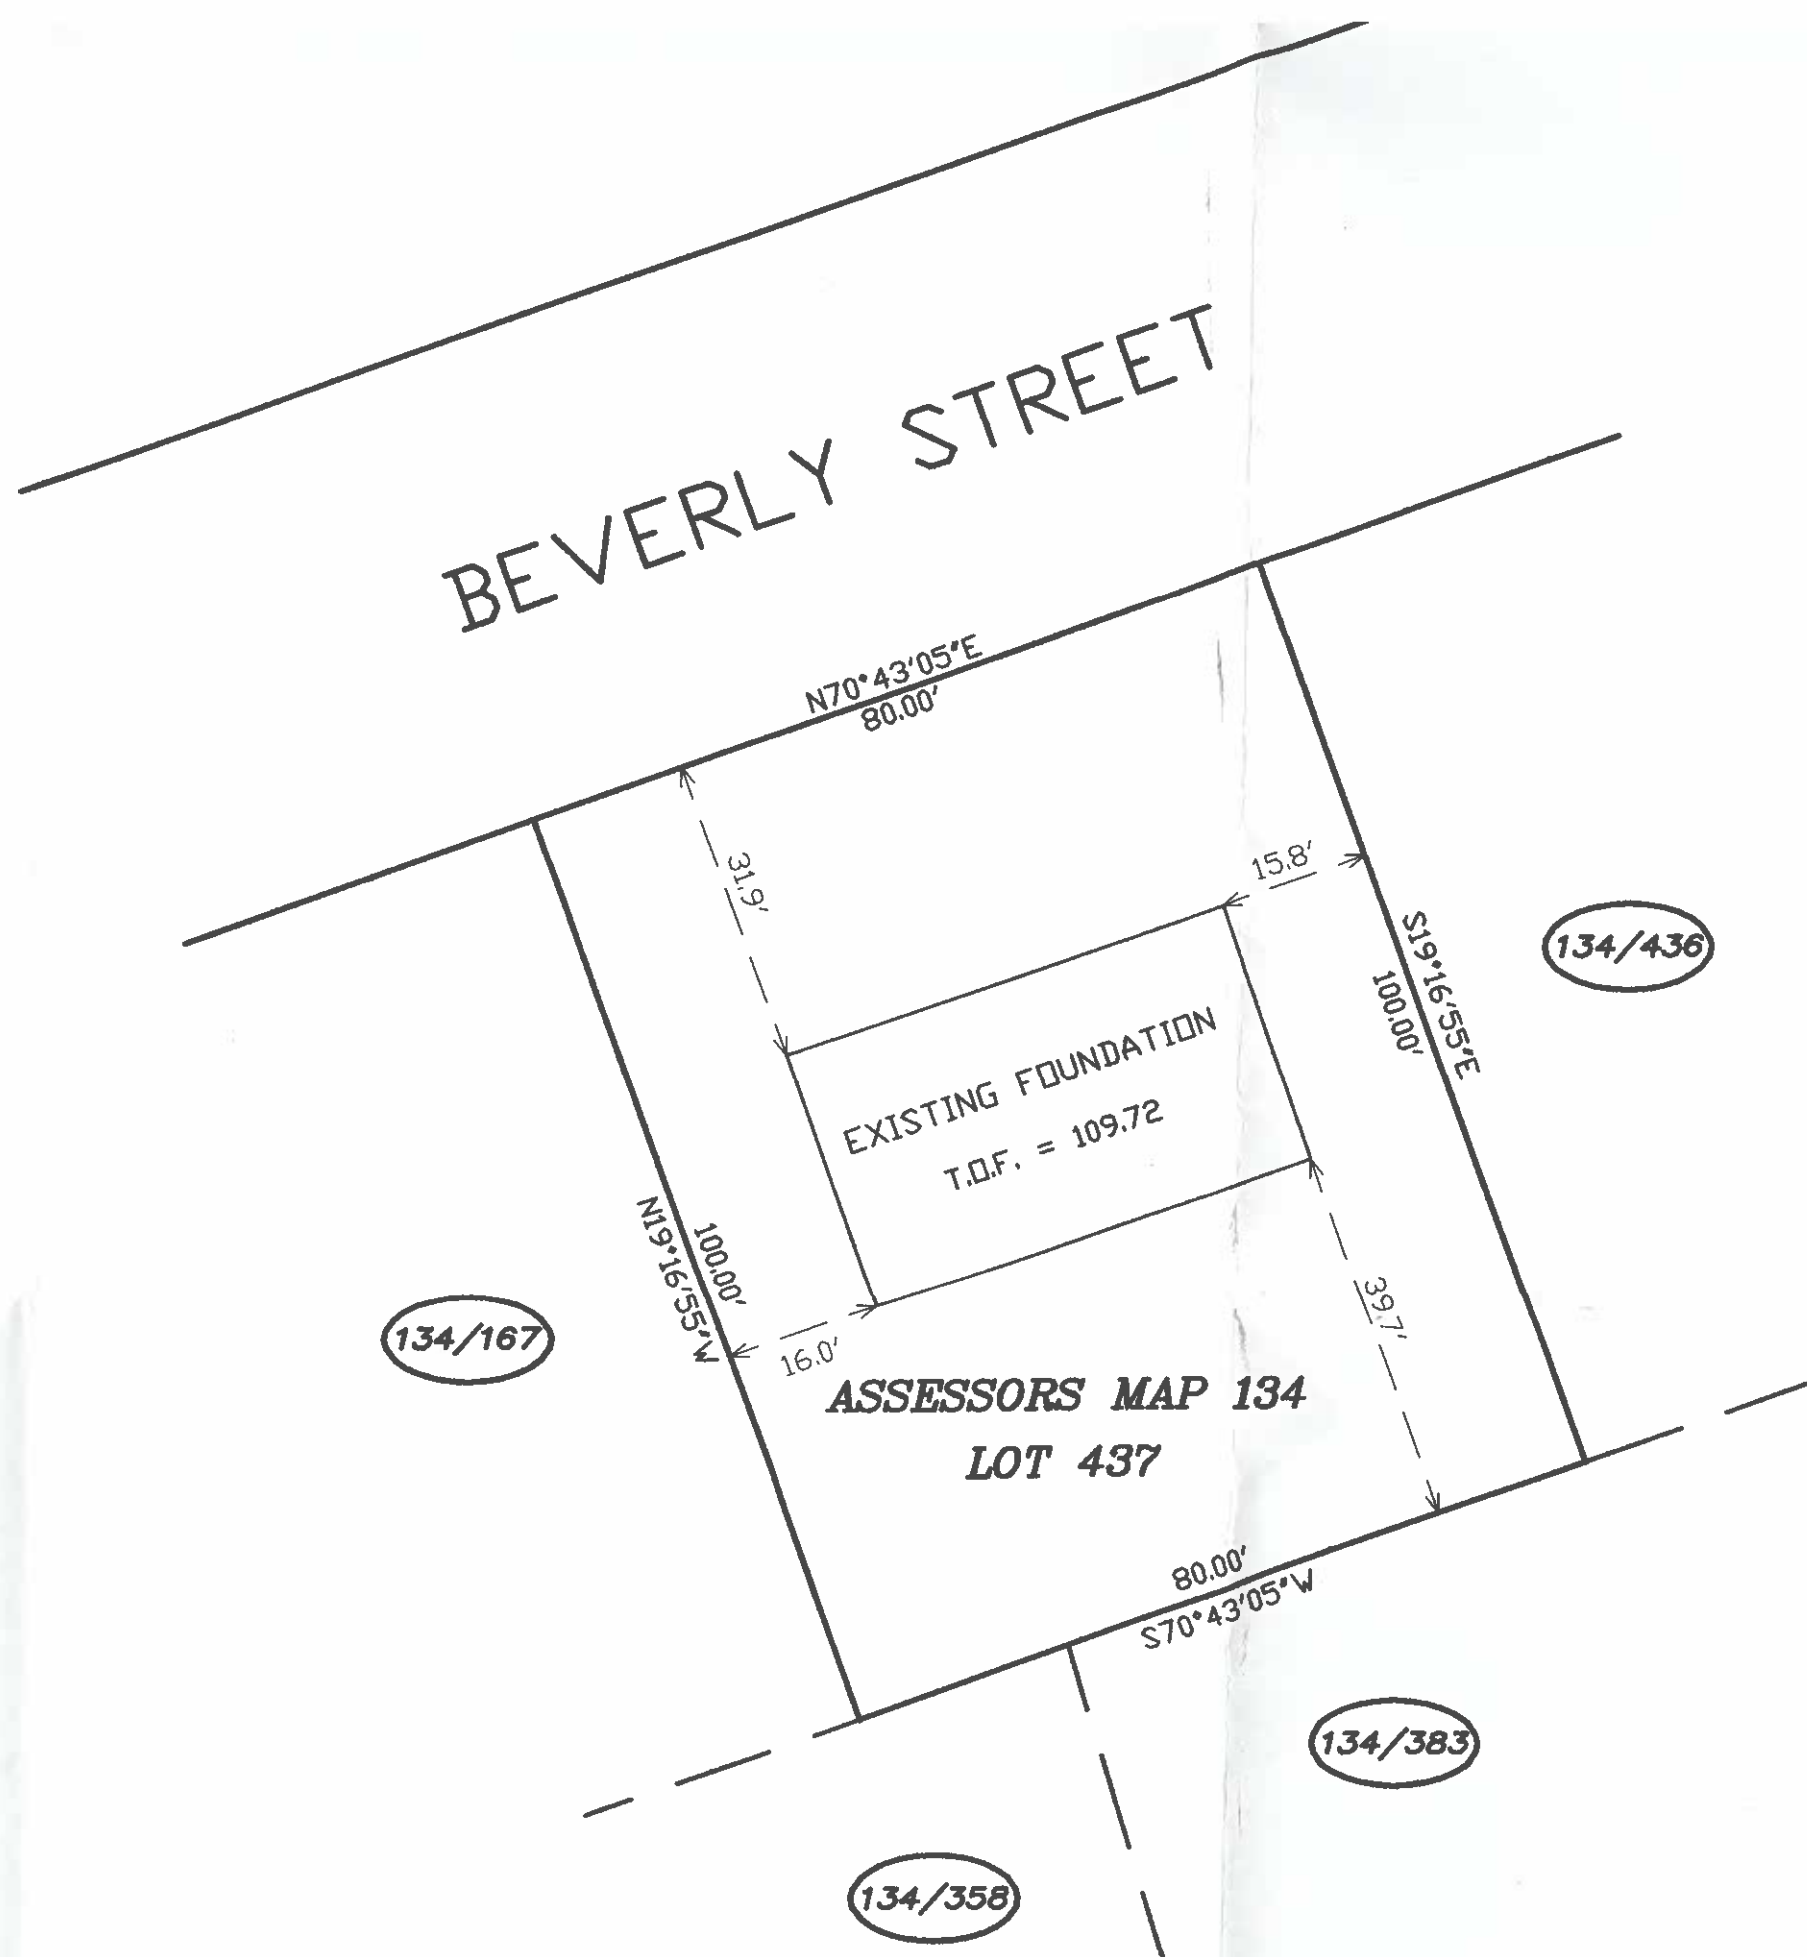 BEVERLY STREET
N70°43'05"E
80.00'
31.9'
15.8'
134/436
S19°16'55"E
100.00'
EXISTING FOUNDATION
T.O.F. = 109.72
N19°16'55"W
100.00'
134/167
16.0'
39.7'
ASSESSORS MAP 134
LOT 437
80.00'
S70°43'05"W
134/383
134/358